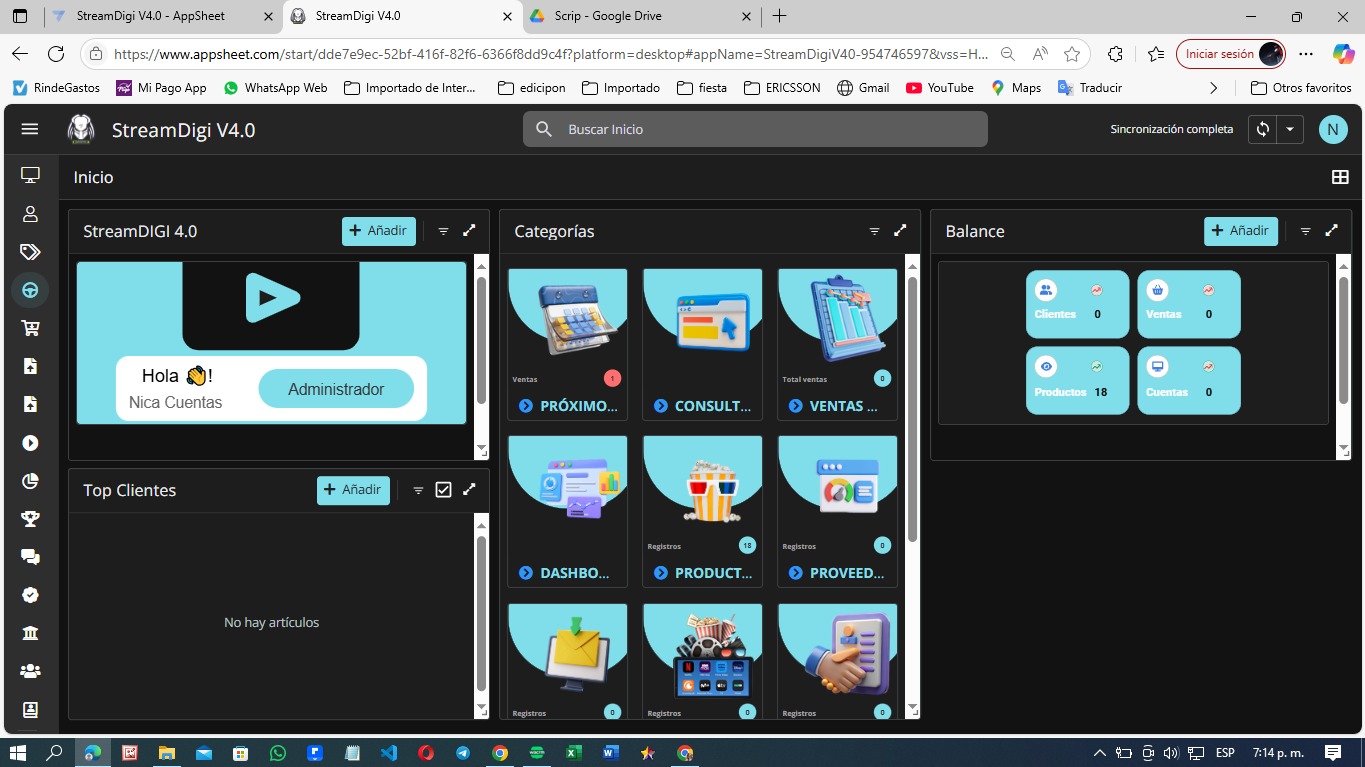 StreamDigi V4.0 - AppSheet
StreamDigi V4.0
Scrip - Google Drive
https://www.appsheet.com/start/dde7e9ec-52bf-416f-82f6-6366f8dd9c4f?platform=desktop#appName=StreamDigiV40-954746597&vss=H...
Iniciar sesión
RindeGastos
Mi Pago App
WhatsApp Web
Importado de Inter...
edicipon
Importado
fiesta
ERICSSON
Gmail
YouTube
Maps
Traducir
Otros favoritos
StreamDigi V4.0
Buscar Inicio
Sincronización completa
N
Inicio
StreamDIGI 4.0
Añadir
Hola 👋!
Nica Cuentas
Administrador
Top Clientes
Añadir
No hay artículos
Categorías
Ventas 1
PRÓXIMO...
CONSULT...
Total ventas 0
VENTAS ...
DASHBO...
Registros 18
PRODUCT...
Registros 0
PROVEED...
Registros 0
Registros 0
Registros 0
Balance
Añadir
Clientes 0
Ventas 0
Productos 18
Cuentas 0
ESP
7:14 p. m.